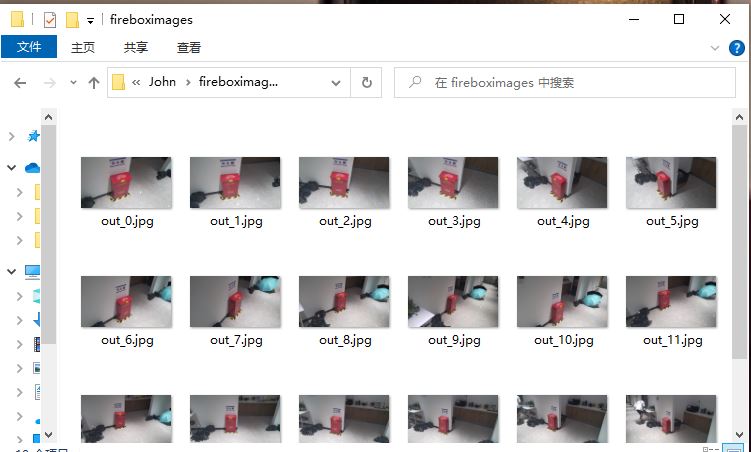 fireboximages
文件 主页 共享 查看
John fireboximag...
在 fireboximages 中搜索
out_0.jpg out_1.jpg out_2.jpg out_3.jpg out_4.jpg out_5.jpg
out_6.jpg out_7.jpg out_8.jpg out_9.jpg out_10.jpg out_11.jpg